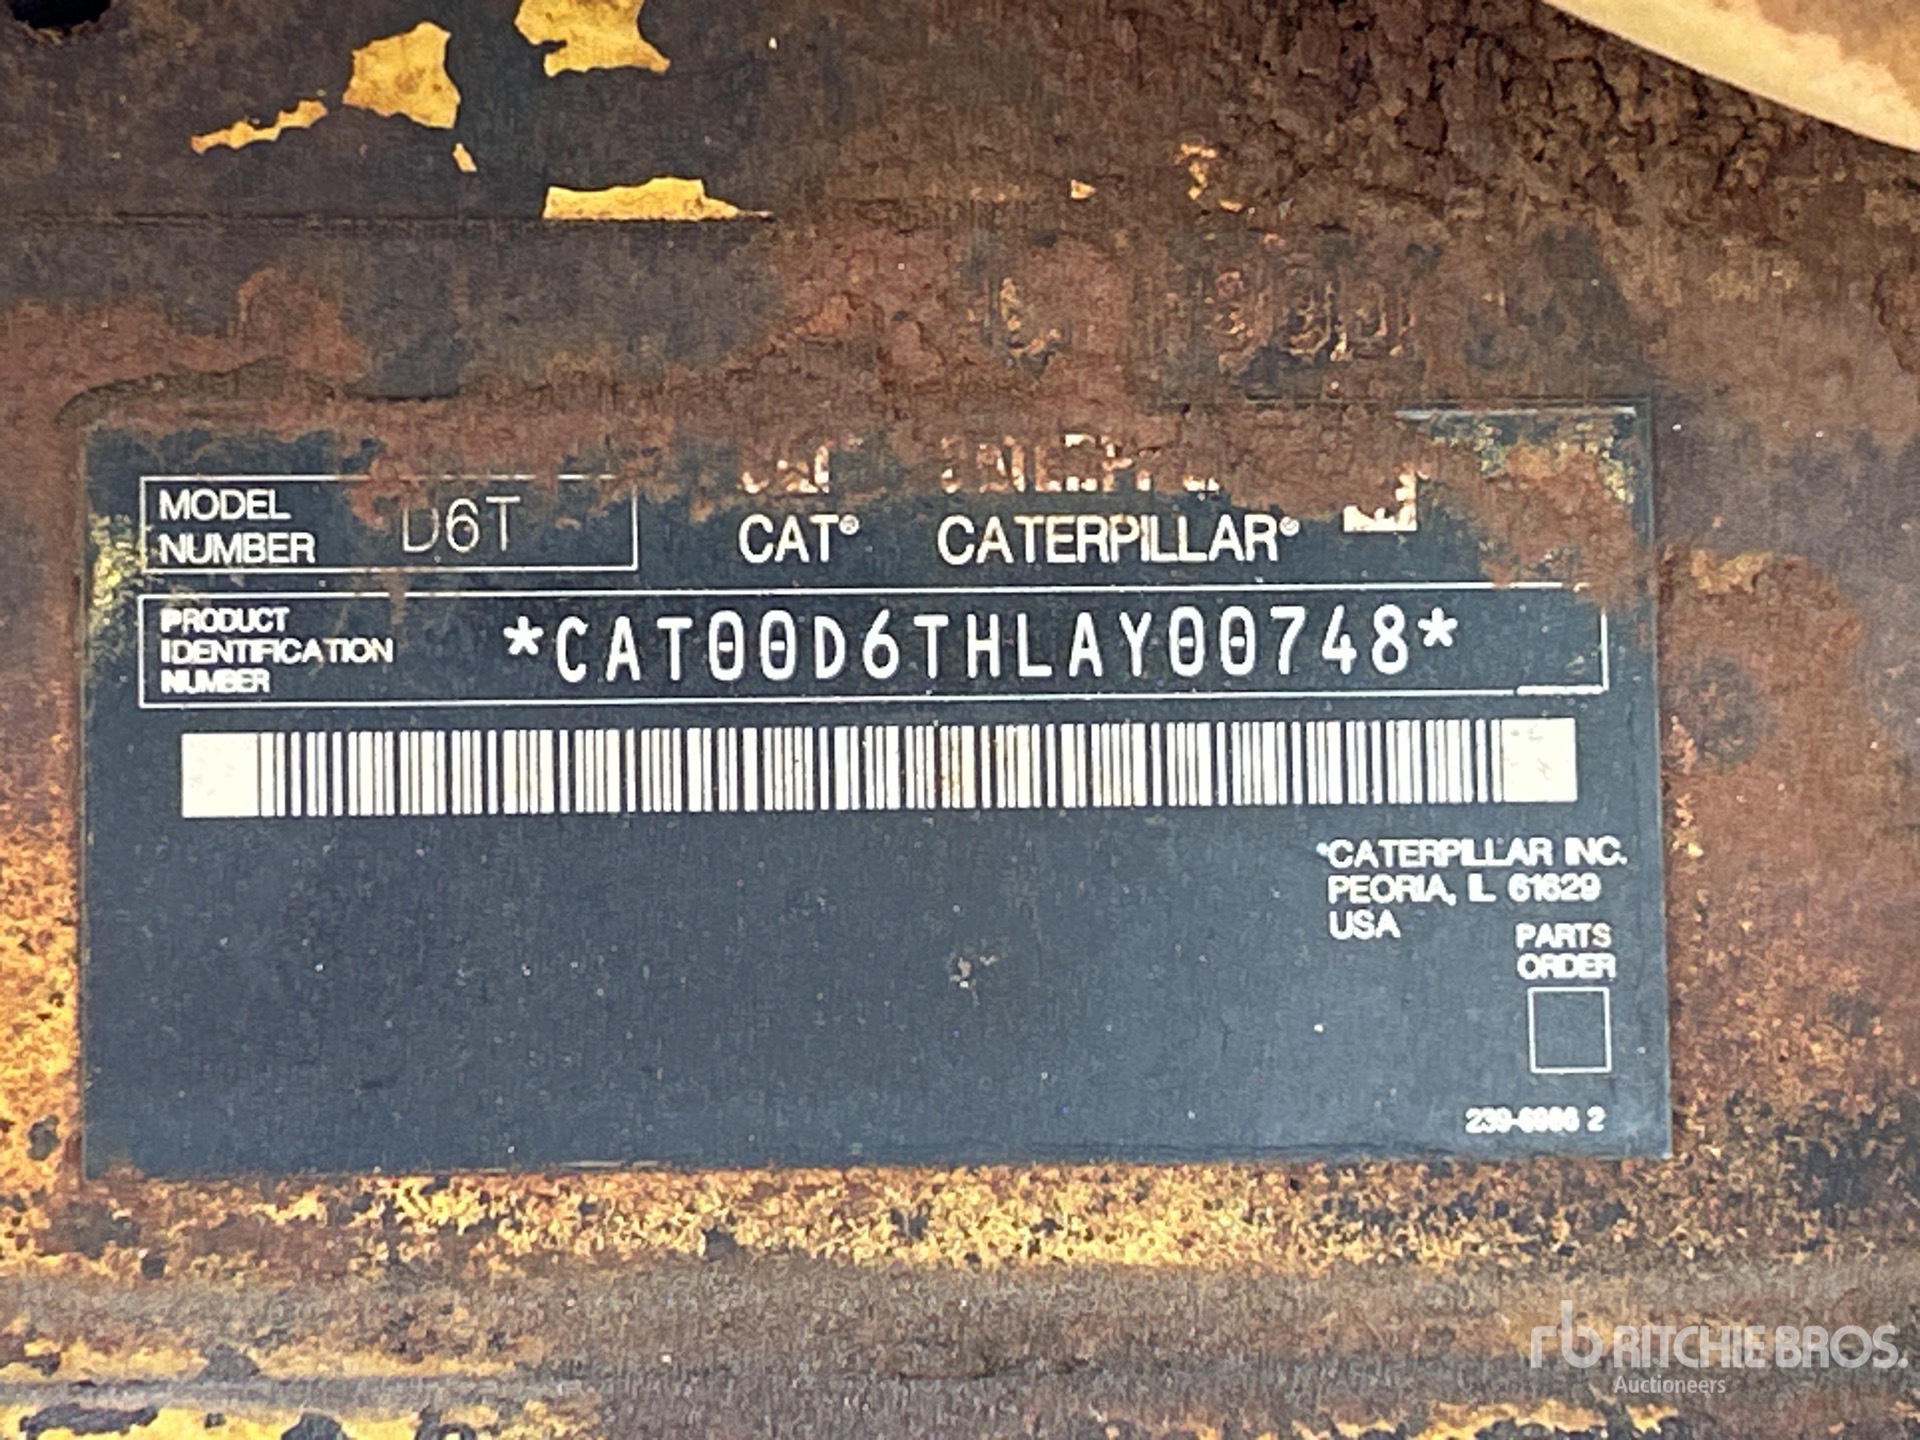 MODEL
NUMBER
D6T
CAT® CATERPILLAR®
PRODUCT
IDENTIFICATION
NUMBER
*CAT00D6THLAY00748*
*CATERPILLAR INC.
PEORIA, IL 61629
USA
PARTS
ORDER
rb RITCHIE BROS.
Auctioneers